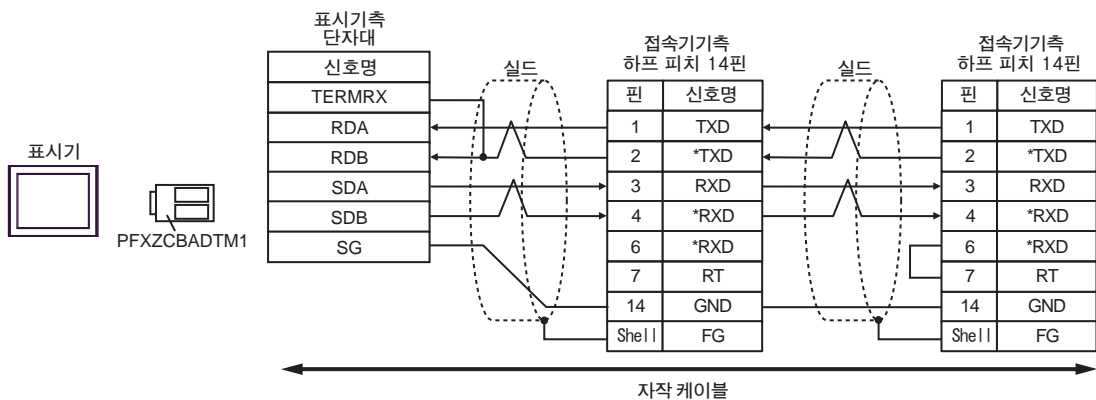 표시기
PFXZCBADTM1
표시기측
단자대
신호명
TERMRX
RDA
RDB
SDA
SDB
SG
실드
접속기기측
하프 피치 14핀
핀 신호명
1 TXD
2 *TXD
3 RXD
4 *RXD
6 *RXD
7 RT
14 GND
Shell FG
실드
접속기기측
하프 피치 14핀
핀 신호명
1 TXD
2 *TXD
3 RXD
4 *RXD
6 *RXD
7 RT
14 GND
Shell FG
자작 케이블